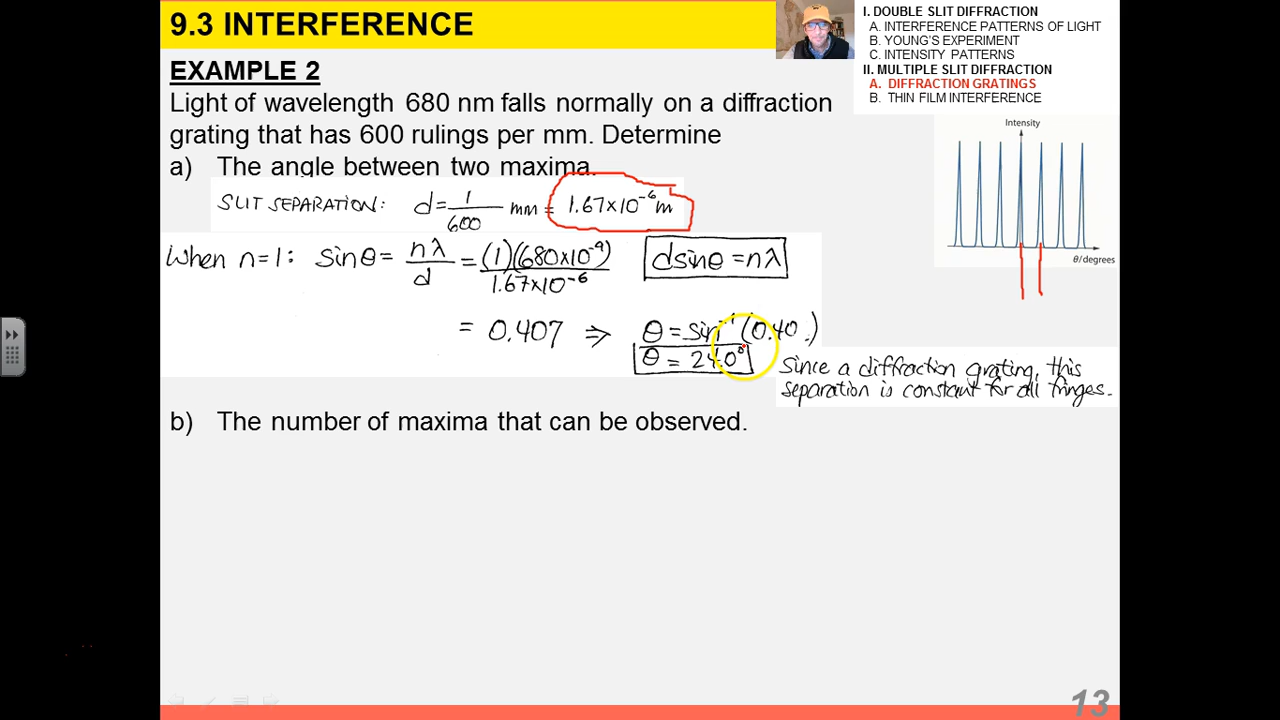 9.3 INTERFERENCE
I. DOUBLE SLIT DIFFRACTION
A. INTERFERENCE PATTERNS OF LIGHT
B. YOUNG'S EXPERIMENT
C. INTENSITY PATTERNS
II. MULTIPLE SLIT DIFFRACTION
A. DIFFRACTION GRATINGS
B. THIN FILM INTERFERENCE
EXAMPLE 2
Light of wavelength 680 nm falls normally on a diffraction
grating that has 600 rulings per mm. Determine
a) The angle between two maxima.
Intensity
θ/degrees
SLIT SEPARATION: d = 1/600 mm = 1.67×10⁻⁶ m
When n=1: sinθ = nλ/d = (1)(680×10⁻⁹)/1.67×10⁻⁶
dsinθ = nλ
= 0.407 ⇒ θ = sin⁻¹(0.40 .)
θ = 24.0°
Since a diffraction grating, this
separation is constant for all fringes.
b) The number of maxima that can be observed.
13